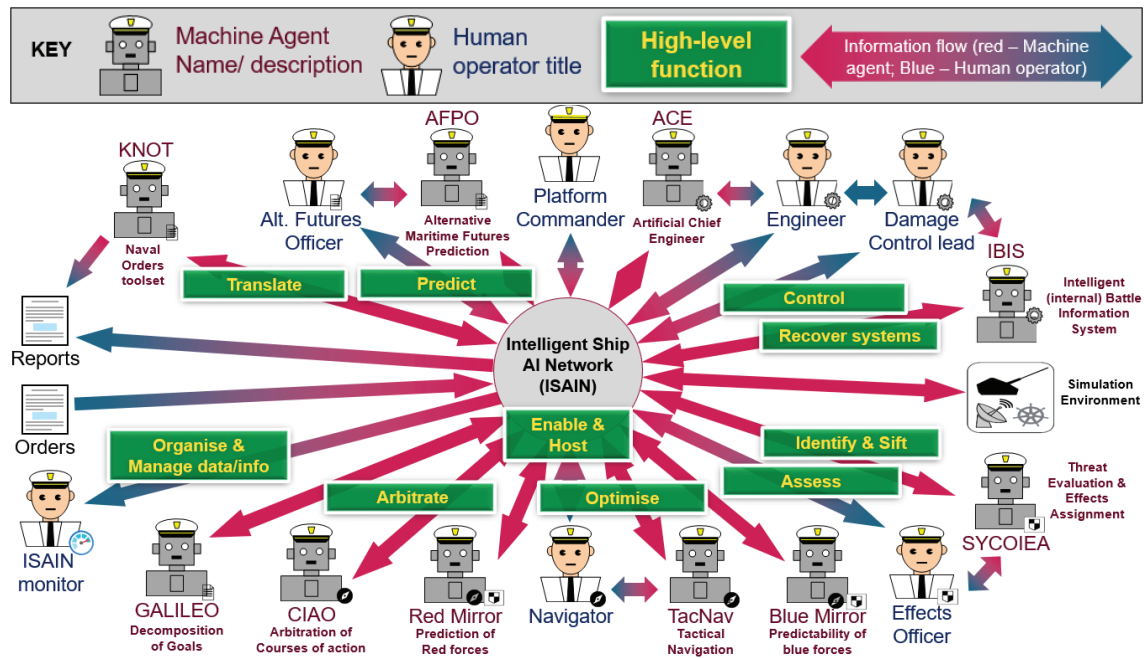 KEY
Machine Agent
Name/ description
Human
operator title
High-level
function
Information flow (red – Machine
agent; Blue – Human operator)
KNOT
Naval
Orders
toolset
Alt. Futures
Officer
AFPO
Alternative
Maritime Futures
Prediction
Platform
Commander
ACE
Artificial Chief
Engineer
Engineer
Damage
Control lead
IBIS
Intelligent
(internal) Battle
Information
System
Translate
Predict
Control
Recover systems
Reports
Orders
Intelligent Ship
AI Network
(ISAIN)
Enable &
Host
Simulation
Environment
Organise &
Manage data/info
Arbitrate
Optimise
Identify & Sift
Assess
Threat
Evaluation &
Effects
Assignment
SYCOIEA
ISAIN
monitor
GALILEO
Decomposition
of Goals
CIAO
Arbitration of
Courses of action
Red Mirror
Prediction of
Red forces
Navigator
TacNav
Tactical
Navigation
Blue Mirror
Predictability of
blue forces
Effects
Officer